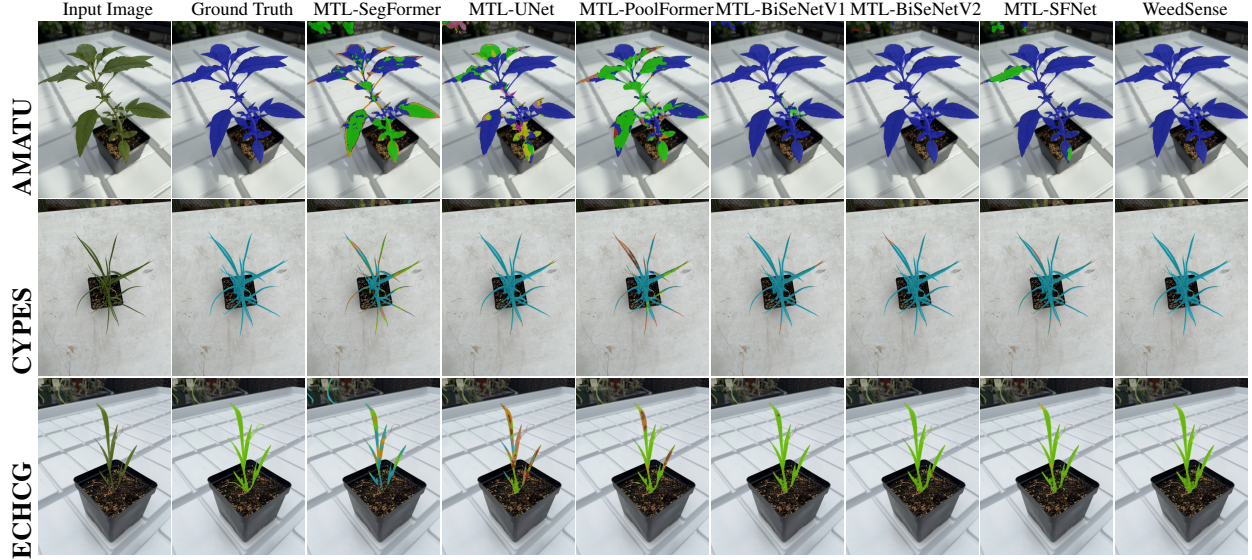 Input Image Ground Truth MTL-SegFormer MTL-UNet MTL-PoolFormer MTL-BiSeNetV1 MTL-BiSeNetV2 MTL-SFNet WeedSense
AMATU
CYPES
ECHCG